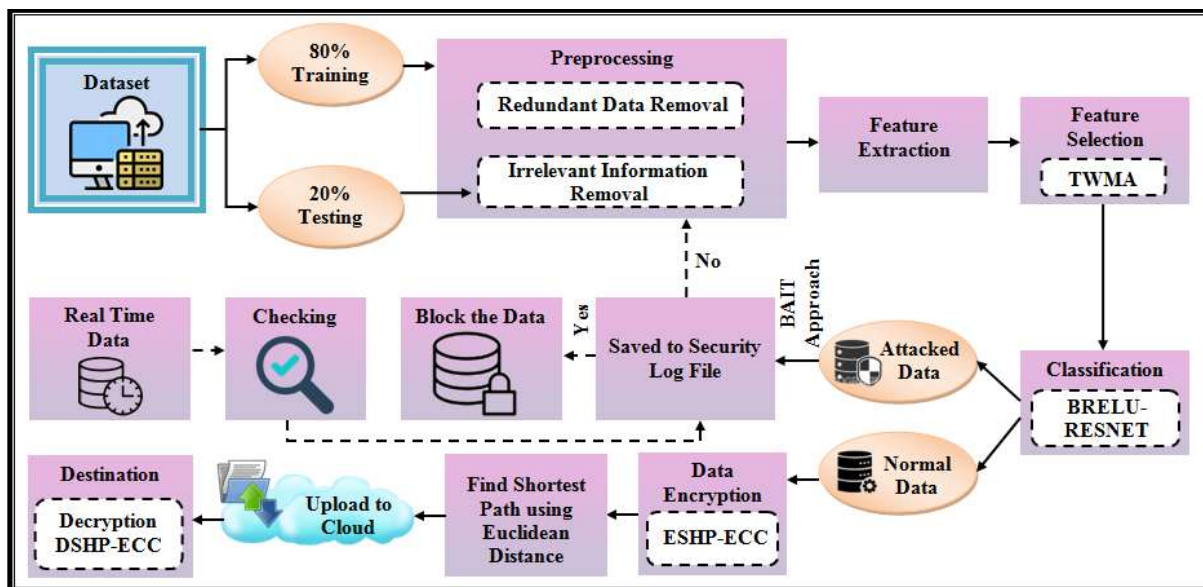 Dataset
80%
Training
20%
Testing
Preprocessing
Redundant Data Removal
Irrelevant Information
Removal
Feature
Extraction
Feature
Selection
TWMA
No
Real Time
Data
Checking
Block the Data
Yes
Saved to Security
Log File
BAIT
Approach
Attacked
Data
Classification
BRELU-
RESNET
Normal
Data
Data
Encryption
ESHP-ECC
Find Shortest
Path using
Euclidean
Distance
Upload to
Cloud
Destination
Decryption
DSHP-ECC